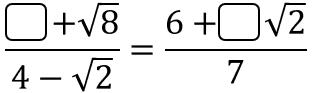 (□ + √8) / (4 − √2) = (6 + □√2) / 7